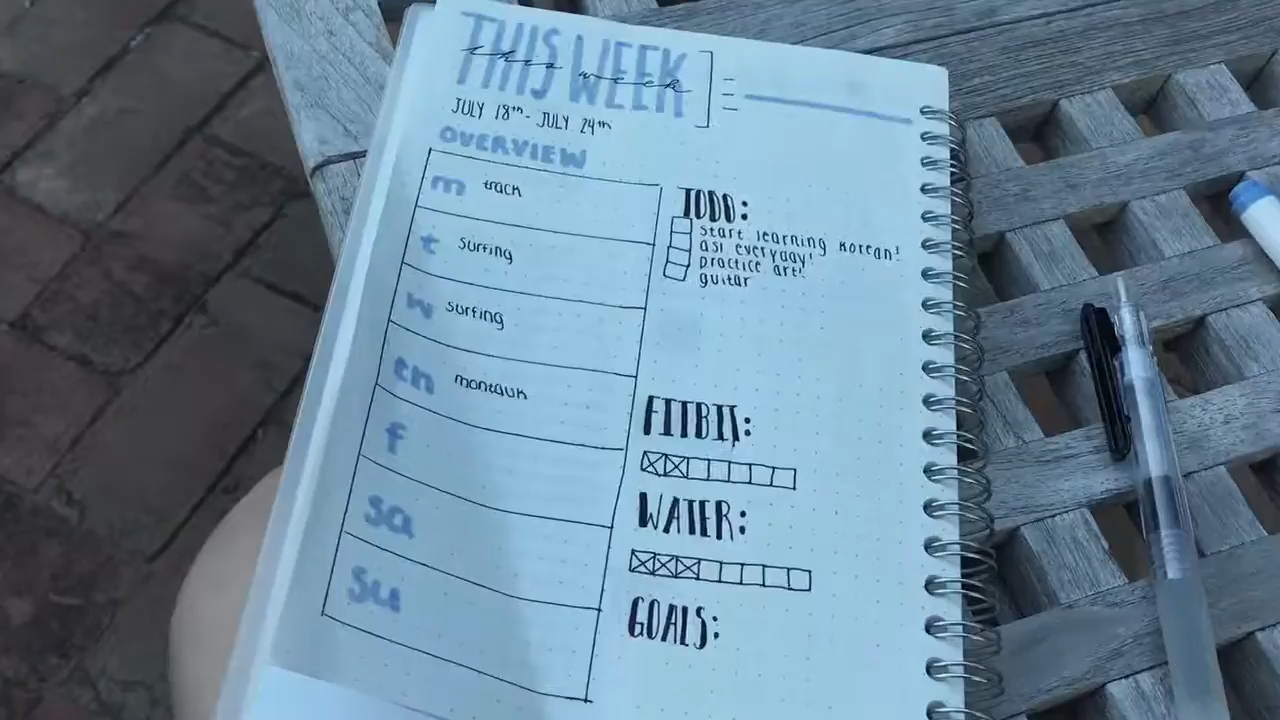 THIS WEEK
this week
JULY 18th - JULY 24th
OVERVIEW
m track
t surfing
w surfing
th montauk
f
sa
su
TODO:
start learning korean!
asl everyday!
practice art!
guitar
FITBIT:
WATER:
GOALS: